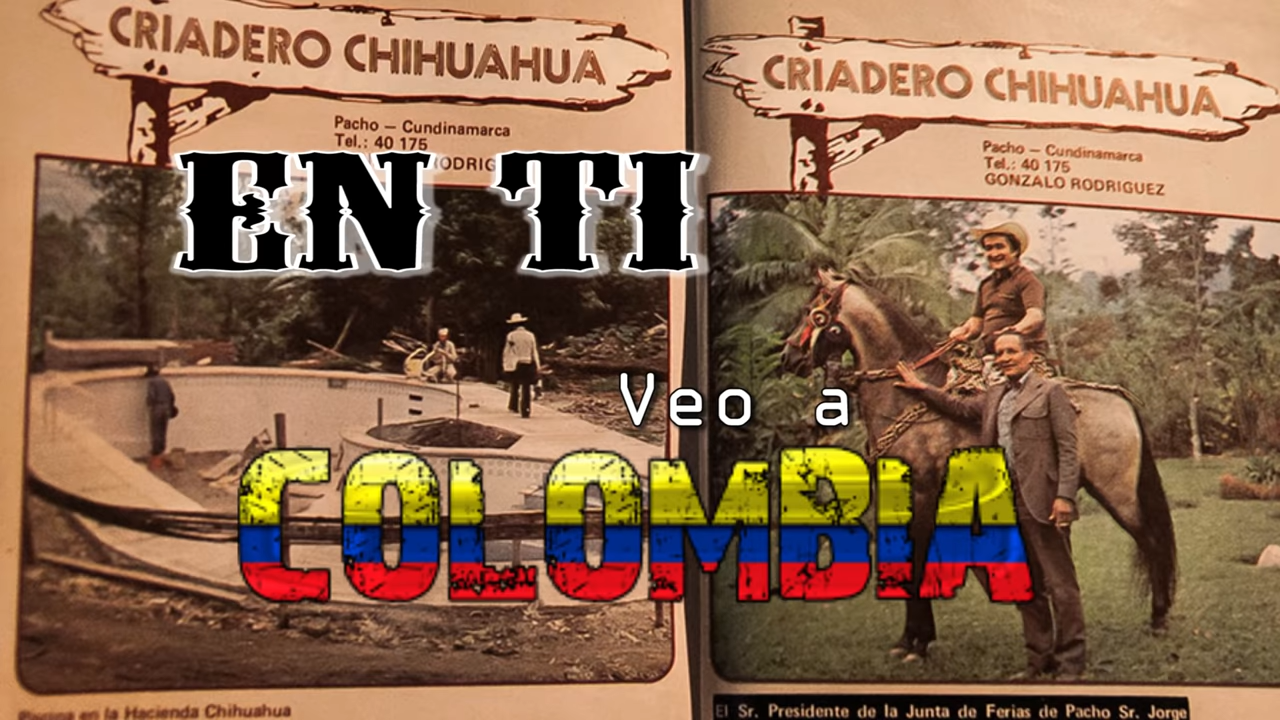 CRIADERO CHIHUAHUA
Pacho – Cundinamarca
Tel.: 40 175
CRIADERO CHIHUAHUA
Pacho – Cundinamarca
Tel.: 40 175
GONZALO RODRIGUEZ
EN TI
Veo a
COLOMBIA
Piscina en la Hacienda Chihuahua
El Sr. Presidente de la Junta de Ferias de Pacho Sr. Jorge